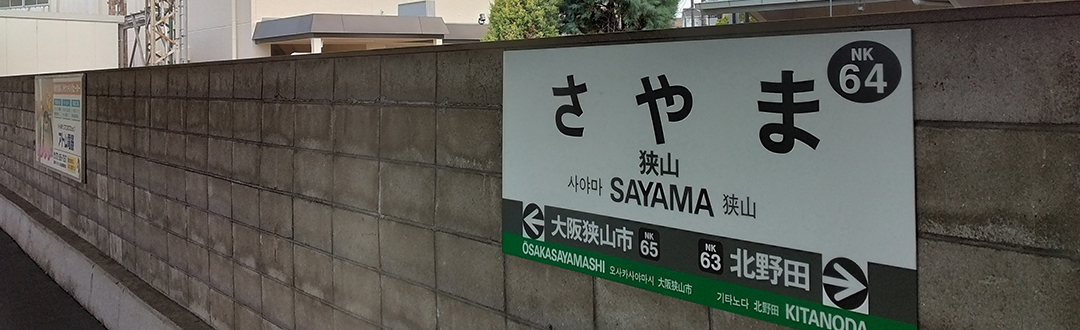 NK
64
さやま
狭山
사야마 SAYAMA 狭山
大阪狭山市 NK 65 NK 63 北野田
ŌSAKASAYAMASHI 오사카사야마시 大阪狭山市 기타노다 北野田 KITANODA